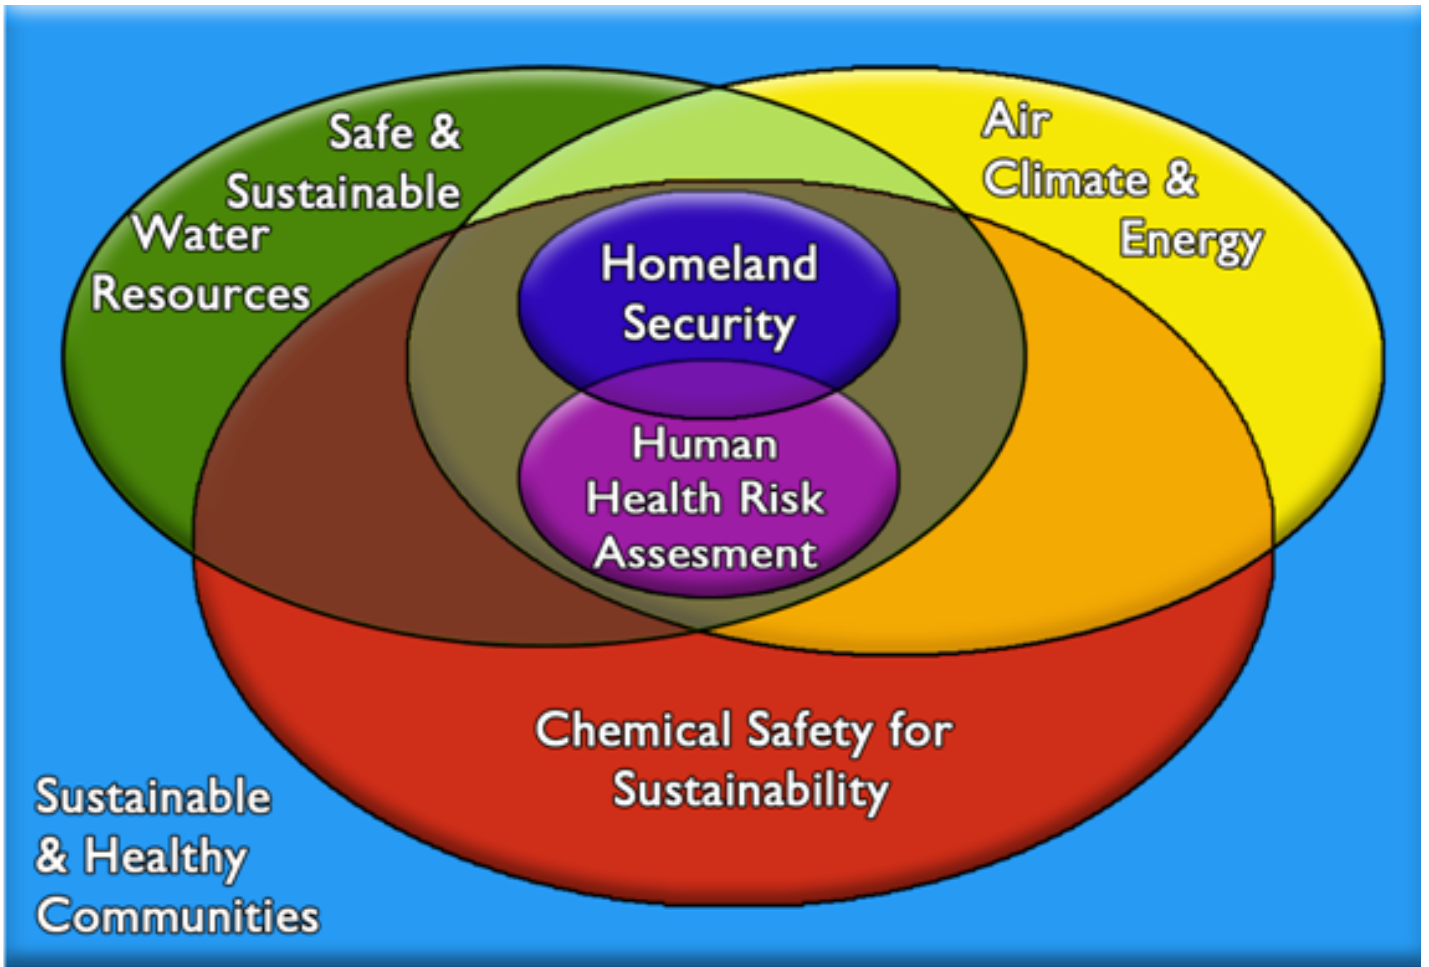 Safe &
Sustainable
Water
Resources
Air
Climate &
Energy
Homeland
Security
Human
Health Risk
Assesment
Chemical Safety for
Sustainability
Sustainable
& Healthy
Communities